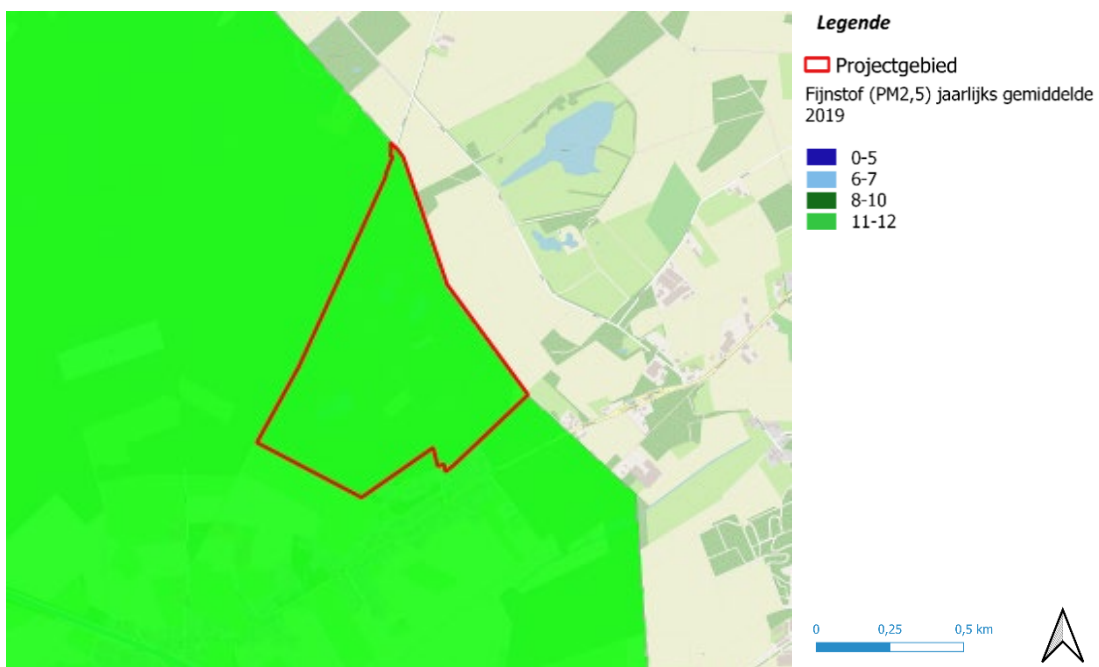 Legende
Projectgebied
Fijnstof (PM2,5) jaarlijks gemiddelde
2019
0-5
6-7
8-10
11-12
0 0,25 0,5 km